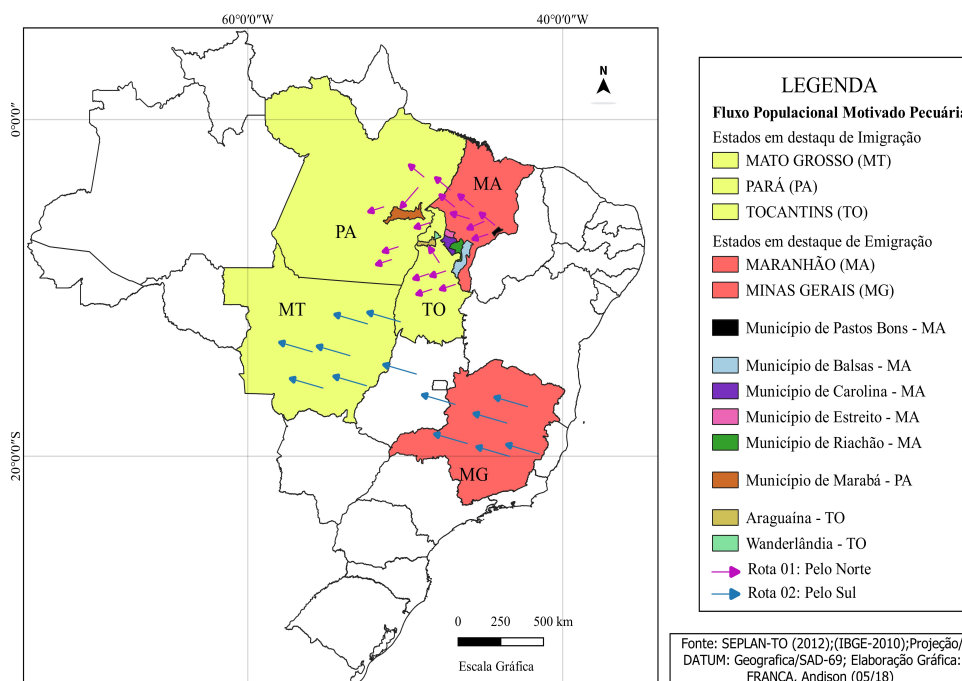 60°0'0"W
40°0'0"W
0°0'0"
20°0'0"S
N
MA
PA
MT
TO
MG
0 250 500 km
Escala Gráfica
LEGENDA
Fluxo Populacional Motivado Pecuária
Estados em destaqu de Imigração
MATO GROSSO (MT)
PARÁ (PA)
TOCANTINS (TO)
Estados em destaque de Emigração
MARANHÃO (MA)
MINAS GERAIS (MG)
Município de Pastos Bons - MA
Município de Balsas - MA
Município de Carolina - MA
Município de Estreito - MA
Município de Riachão - MA
Município de Marabá - PA
Araguaína - TO
Wanderlândia - TO
Rota 01: Pelo Norte
Rota 02: Pelo Sul
Fonte: SEPLAN-TO (2012);(IBGE-2010);Projeção/
DATUM: Geografica/SAD-69; Elaboração Gráfica:
FRANÇA, Andison (05/18)